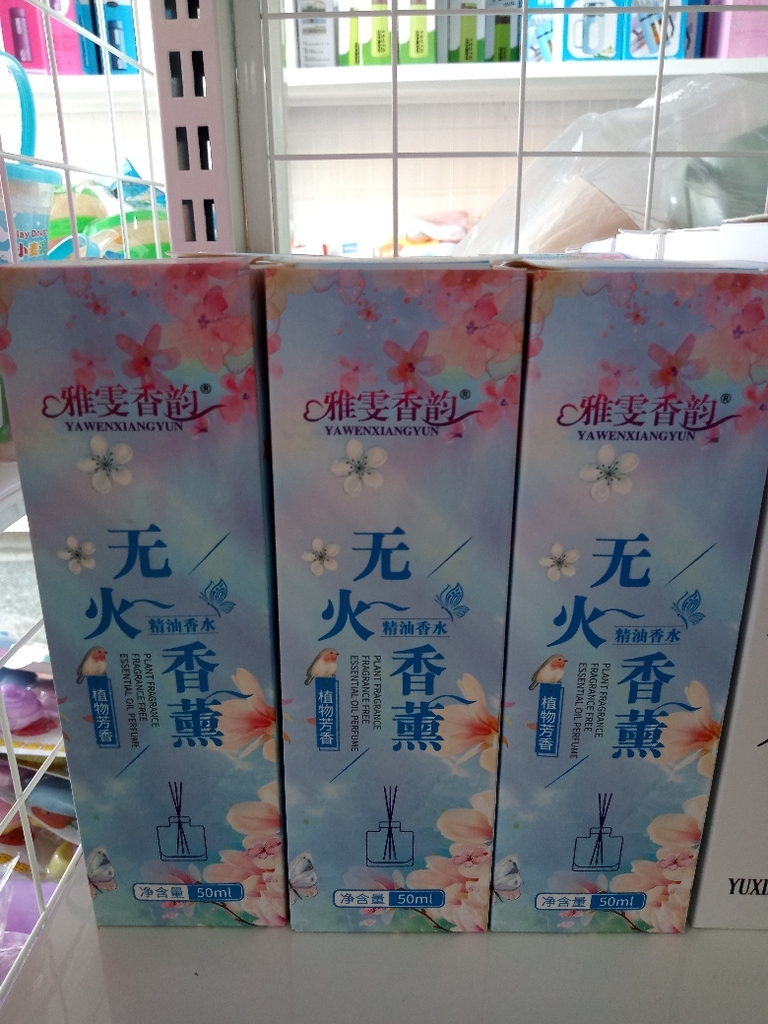 小麦
雅雯香韵®
YAWENXIANGYUN
无火香薰
精油香水
植物芳香
PLANT FRAGRANCE
FRAGRANCE FREE
ESSENTIAL OIL PERFUME
净含量 50ml
雅雯香韵®
YAWENXIANGYUN
无火香薰
精油香水
植物芳香
PLANT FRAGRANCE
FRAGRANCE FREE
ESSENTIAL OIL PERFUME
净含量 50ml
雅雯香韵®
YAWENXIANGYUN
无火香薰
精油香水
植物芳香
PLANT FRAGRANCE
FRAGRANCE FREE
ESSENTIAL OIL PERFUME
净含量 50ml